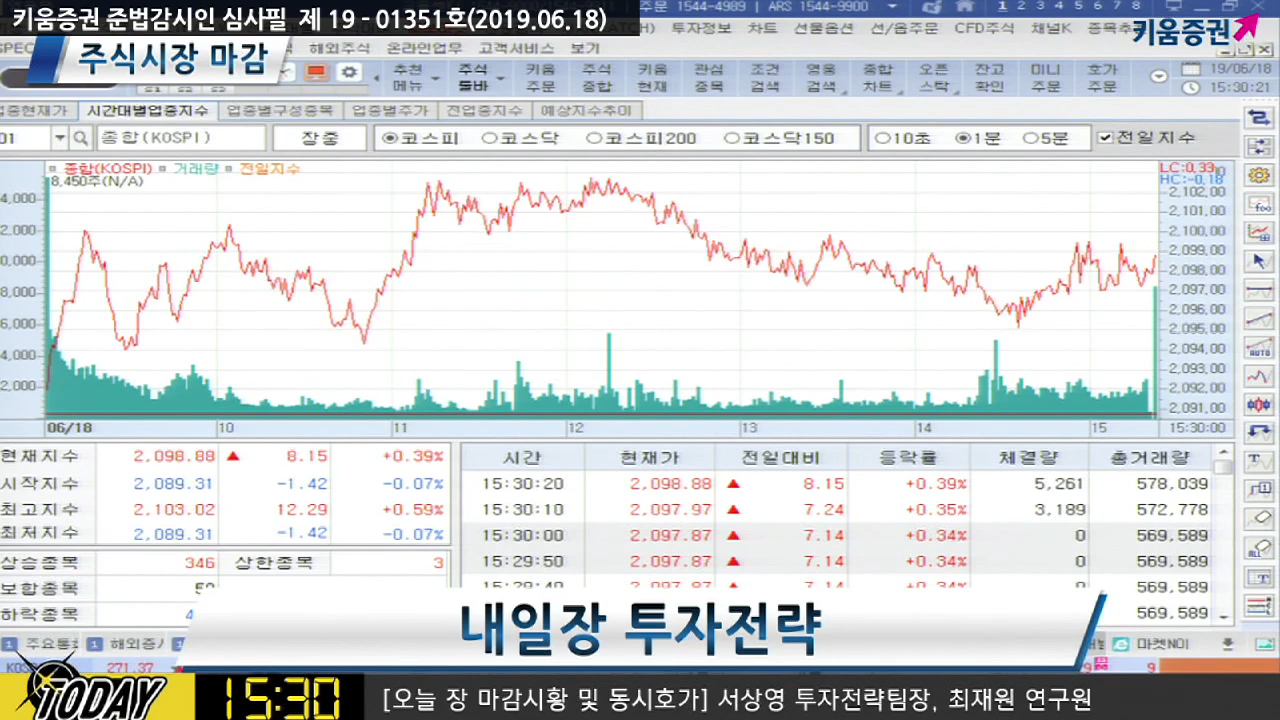 키움증권 준법감시인 심사필 제 19 - 01351호(2019.06.18)
주문 1544-4989 | ARS 1544-9900
1 2 3 4 5 6 7 8
키움증권
주식시장 마감
투자정보 차트 선물옵션 선/옵주문 CFD주식 채널K
해외주식 온라인업무 고객서비스 보기
추천메뉴 주식툴바 키움주문 주식종합 키움현재 관심종목 조건검색 영웅검색 종합차트 오픈스탁 잔고확인 미니주문 호가주문
19/06/18
15:30:21
업종현재가 시간대별업종지수 업종별구성종목 업종별주가 전업종지수 예상지수추이
01 종합(KOSPI) 장중 코스피 코스닥 코스피200 코스닥150 10초 1분 5분 전일지수
종합(KOSPI) 거래량 전일지수
8,450주(N/A)
LC:0.33
HC:-0.18
2,102.00
2,101.00
2,100.00
2,099.00
2,098.00
2,097.00
2,096.00
2,095.00
2,094.00
2,093.00
2,092.00
2,091.00
4,000
2,000
0,000
8,000
6,000
4,000
2,000
06/18 10 11 12 13 14 15 15:30:00
현재지수 2,098.88 ▲ 8.15 +0.39%
시작지수 2,089.31 -1.42 -0.07%
최고지수 2,103.02 12.29 +0.59%
최저지수 2,089.31 -1.42 -0.07%
상승종목 346 상한종목 3
보합종목
하락종목
시간 현재가 전일대비 등락률 체결량 총거래량
15:30:20 2,098.88 ▲ 8.15 +0.39% 5,261 578,039
15:30:10 2,097.97 ▲ 7.24 +0.35% 3,189 572,778
15:30:00 2,097.87 ▲ 7.14 +0.34% 0 569,589
15:29:50 2,097.87 ▲ 7.14 +0.34% 0 569,589
15:29:40 2,097.87 ▲ 7.14 +0.34% 0 569,589
569,589
내일장 투자전략
271.37
TODAY
15:30
[오늘 장 마감시황 및 동시호가] 서상영 투자전략팀장, 최재원 연구원